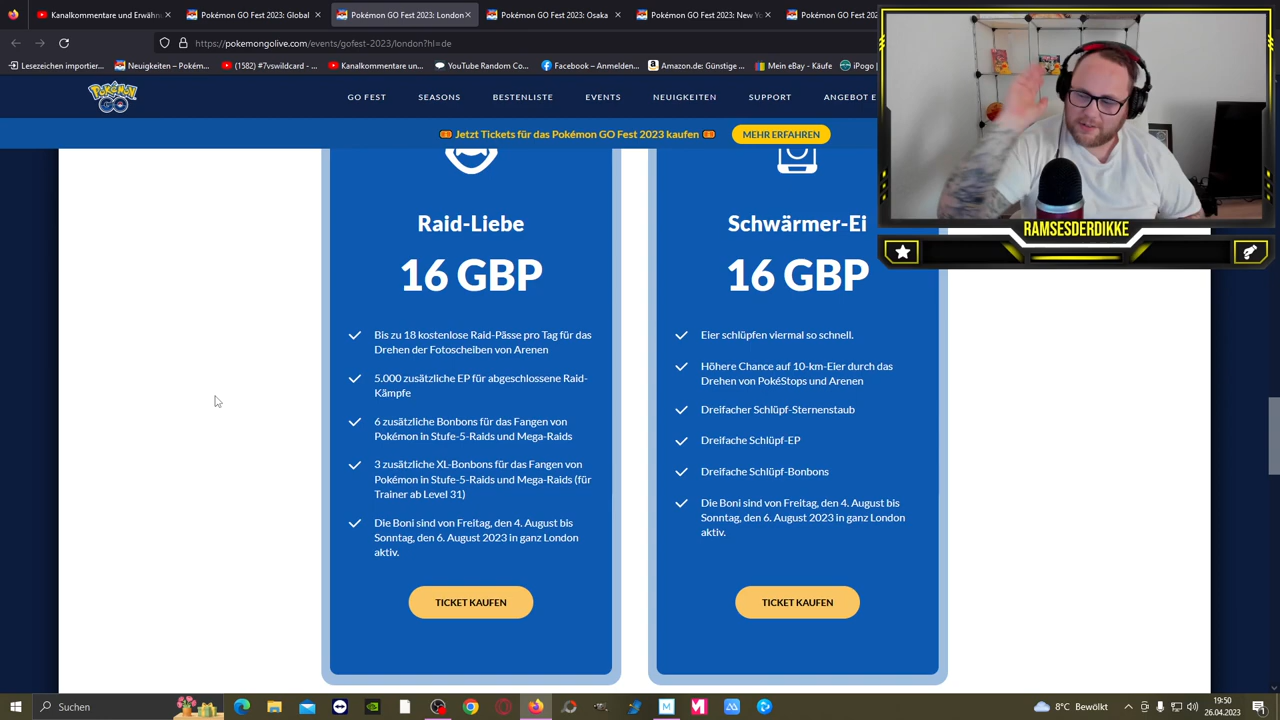 Kanalkommentare und Erwähn
Pokémon GO Fest 2023: Global
Pokémon GO Fest 2023: London
Pokémon GO Fest 2023: Osaka
Pokémon GO Fest 2023: New
Pokémon GO Fest 202
https://pokemongolive.com/events/gofest-2023/london?hl=de
Lesezeichen importier...
Neuigkeiten – Pokém...
(1582) #7vswildcard - ...
Kanalkommentare un...
YouTube Random Co...
Facebook – Anmelden...
Amazon.de: Günstige ...
Mein eBay - Käufe
iPogo
POKÉMON GO
GO FEST
SEASONS
BESTENLISTE
EVENTS
NEUIGKEITEN
SUPPORT
ANGEBOT E
Jetzt Tickets für das Pokémon GO Fest 2023 kaufen
MEHR ERFAHREN
RAMSESDERDIKKE
Raid-Liebe
16 GBP
Bis zu 18 kostenlose Raid-Pässe pro Tag für das
Drehen der Fotoscheiben von Arenen
5.000 zusätzliche EP für abgeschlossene Raid-
Kämpfe
6 zusätzliche Bonbons für das Fangen von
Pokémon in Stufe-5-Raids und Mega-Raids
3 zusätzliche XL-Bonbons für das Fangen von
Pokémon in Stufe-5-Raids und Mega-Raids (für
Trainer ab Level 31)
Die Boni sind von Freitag, den 4. August bis
Sonntag, den 6. August 2023 in ganz London
aktiv.
TICKET KAUFEN
Schwärmer-Ei
16 GBP
Eier schlüpfen viermal so schnell.
Höhere Chance auf 10-km-Eier durch das
Drehen von PokéStops und Arenen
Dreifacher Schlüpf-Sternenstaub
Dreifache Schlüpf-EP
Dreifache Schlüpf-Bonbons
Die Boni sind von Freitag, den 4. August bis
Sonntag, den 6. August 2023 in ganz London
aktiv.
TICKET KAUFEN
Suchen
8°C Bewölkt
19:50
26.04.2023